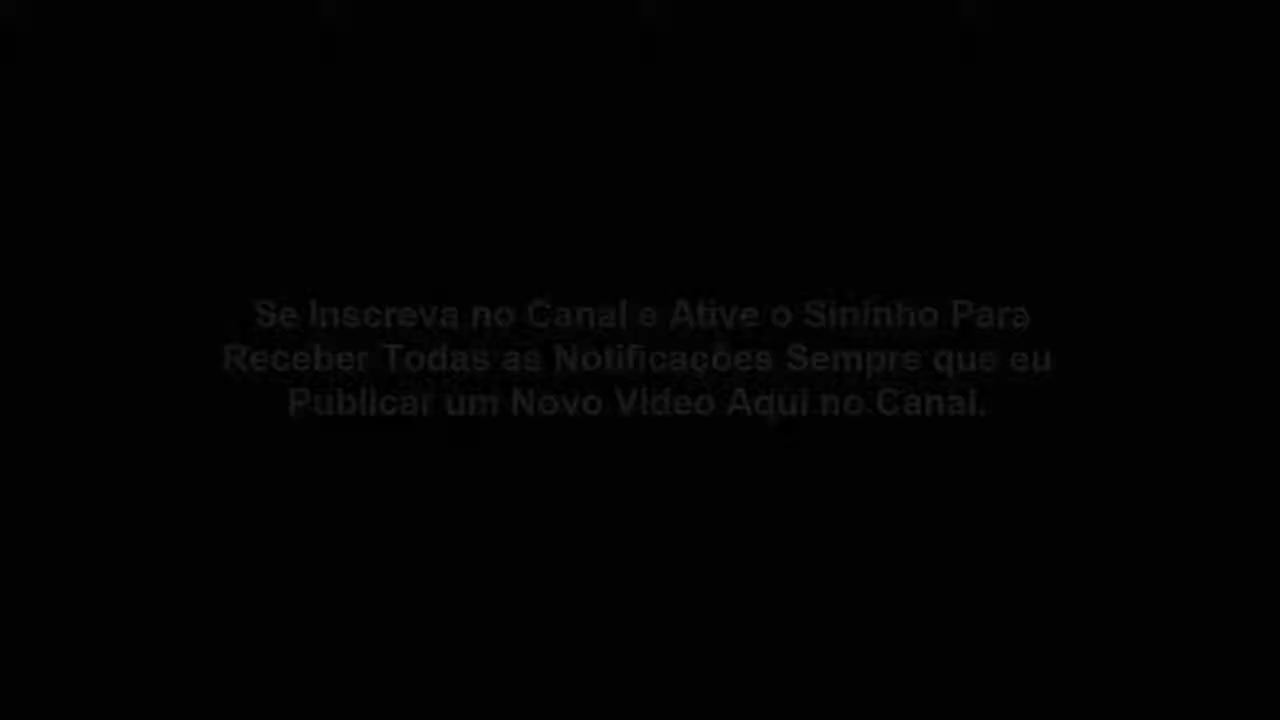 Se Inscreva no Canal e Ative o Sininho Para
Receber Todas as Notificações Sempre que eu
Publicar um Novo Video Aqui no Canal.